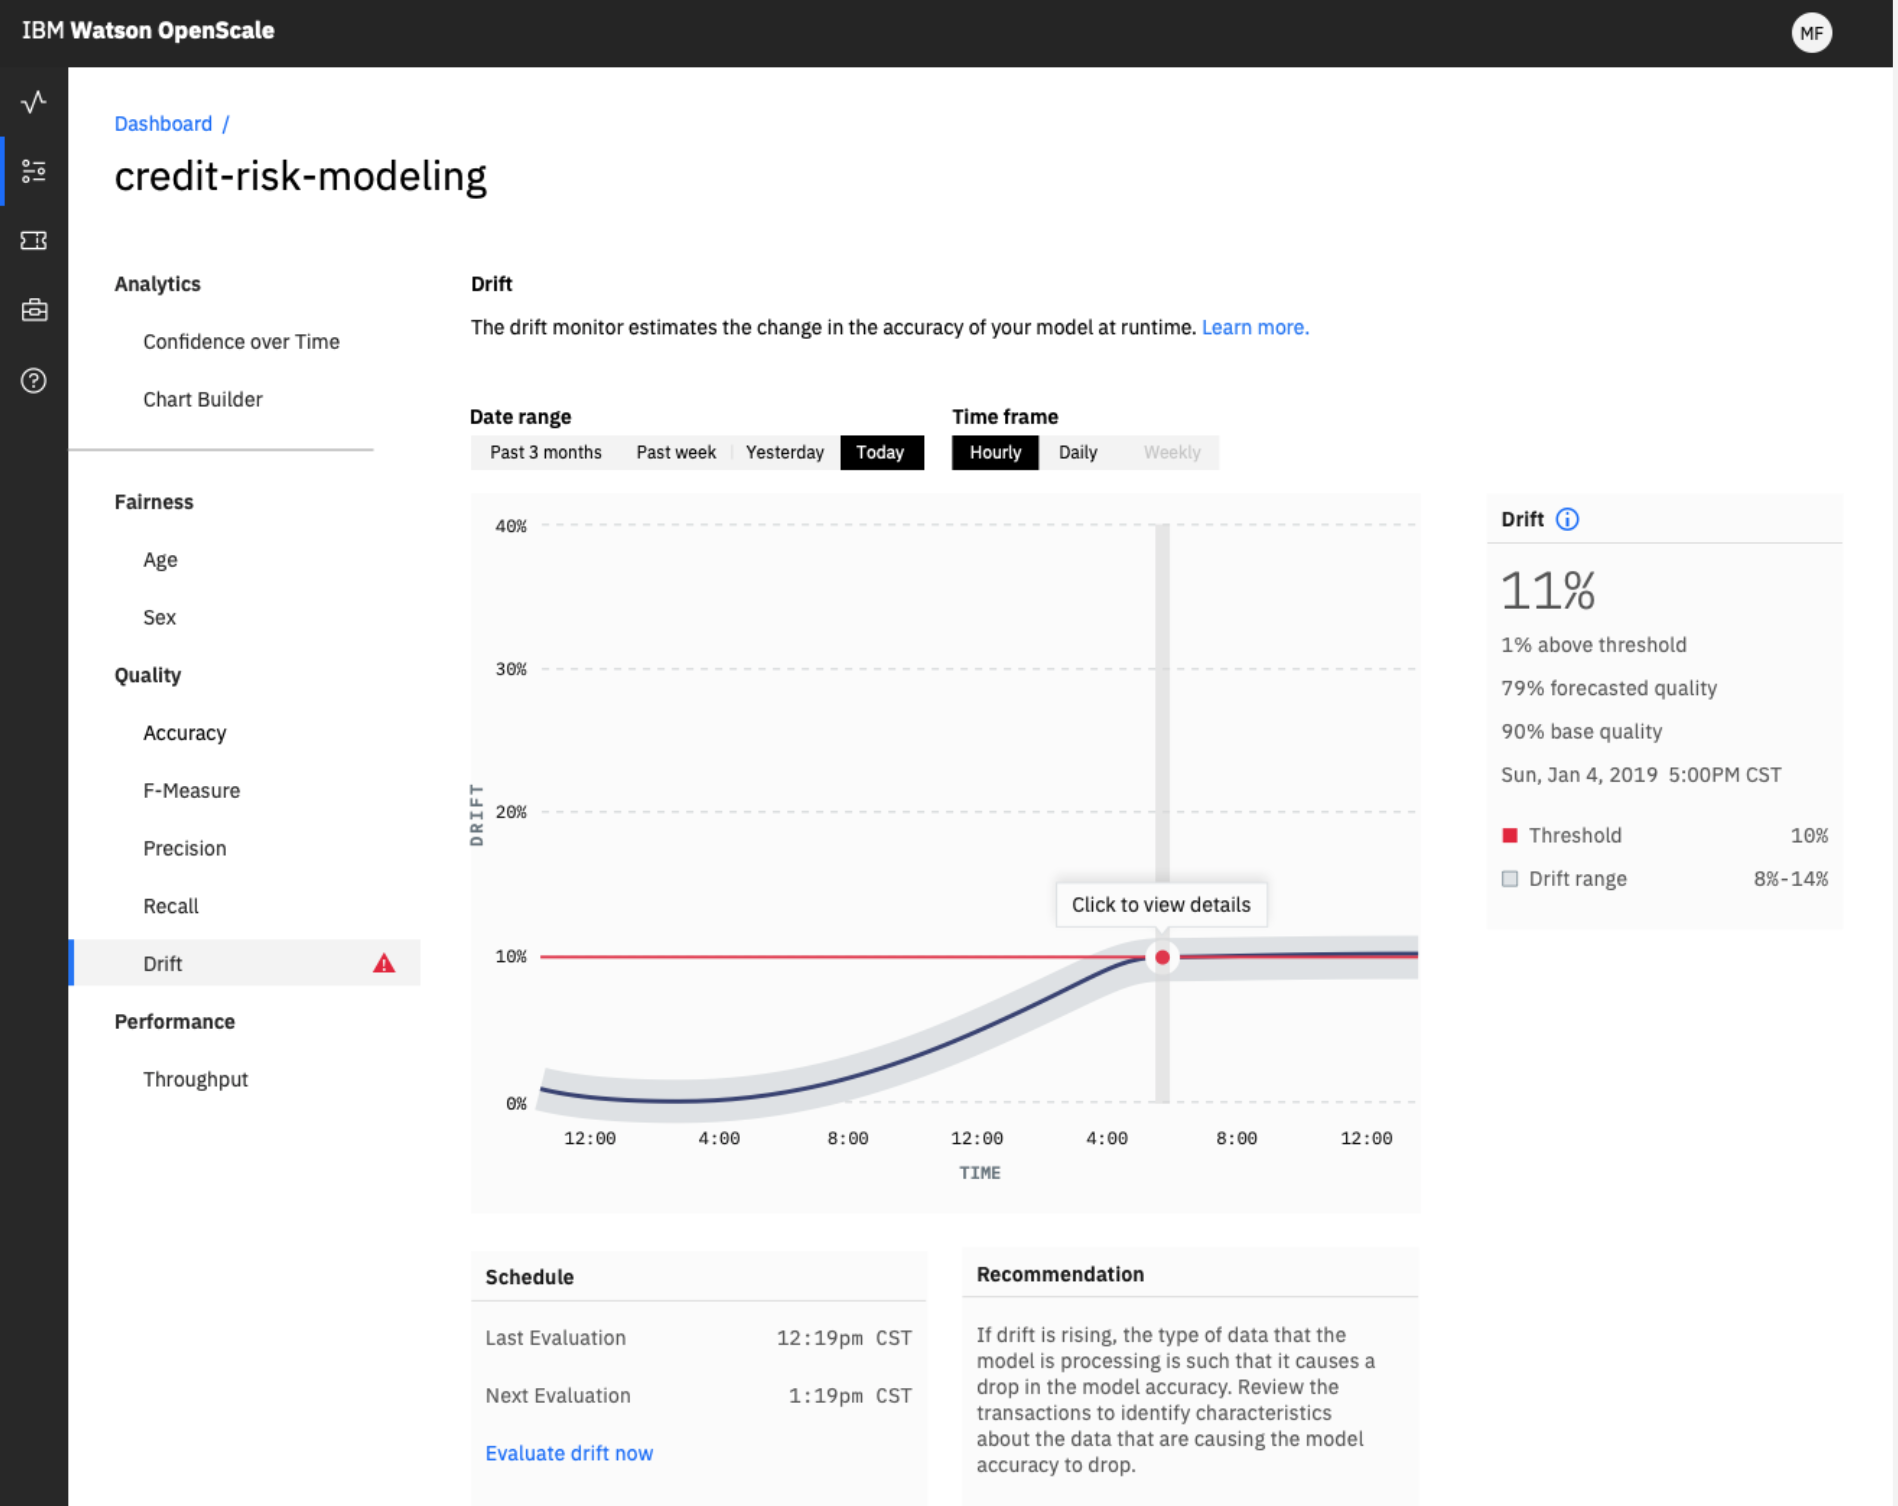 IBM Watson OpenScale
MF
Dashboard /
credit-risk-modeling
Analytics
Confidence over Time
Chart Builder
Fairness
Age
Sex
Quality
Accuracy
F-Measure
Precision
Recall
Drift
Performance
Throughput
Drift
The drift monitor estimates the change in the accuracy of your model at runtime. Learn more.
Date range
Past 3 months Past week Yesterday Today
Time frame
Hourly Daily Weekly
40%
30%
20%
10%
0%
DRIFT
Click to view details
12:00 4:00 8:00 12:00 4:00 8:00 12:00
TIME
Drift
11%
1% above threshold
79% forecasted quality
90% base quality
Sun, Jan 4, 2019 5:00PM CST
Threshold 10%
Drift range 8%-14%
Schedule
Last Evaluation 12:19pm CST
Next Evaluation 1:19pm CST
Evaluate drift now
Recommendation
If drift is rising, the type of data that the
model is processing is such that it causes a
drop in the model accuracy. Review the
transactions to identify characteristics
about the data that are causing the model
accuracy to drop.